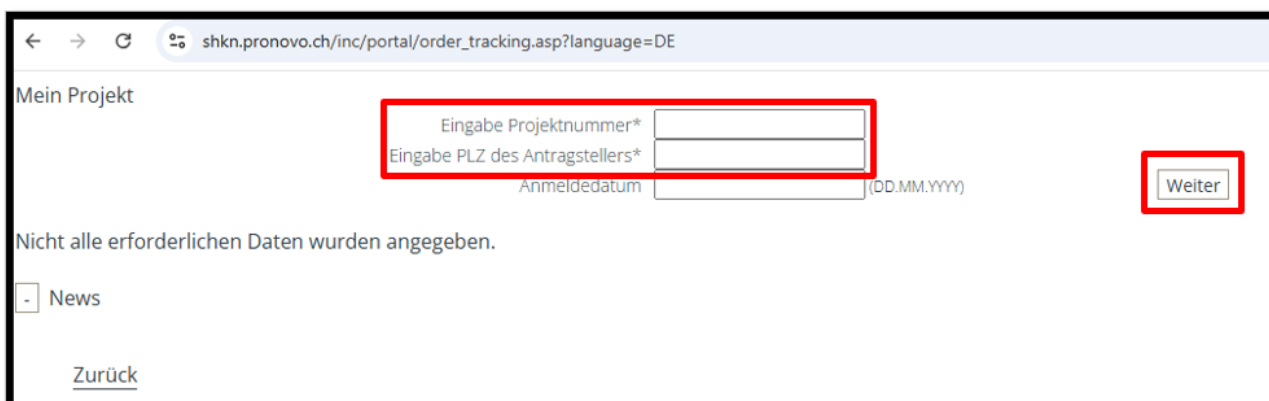 shkn.pronovo.ch/inc/portal/order_tracking.asp?language=DE
Mein Projekt
Eingabe Projektnummer*
Eingabe PLZ des Antragstellers*
Anmeldedatum (DD.MM.YYYY) Weiter
Nicht alle erforderlichen Daten wurden angegeben.
- News
Zurück